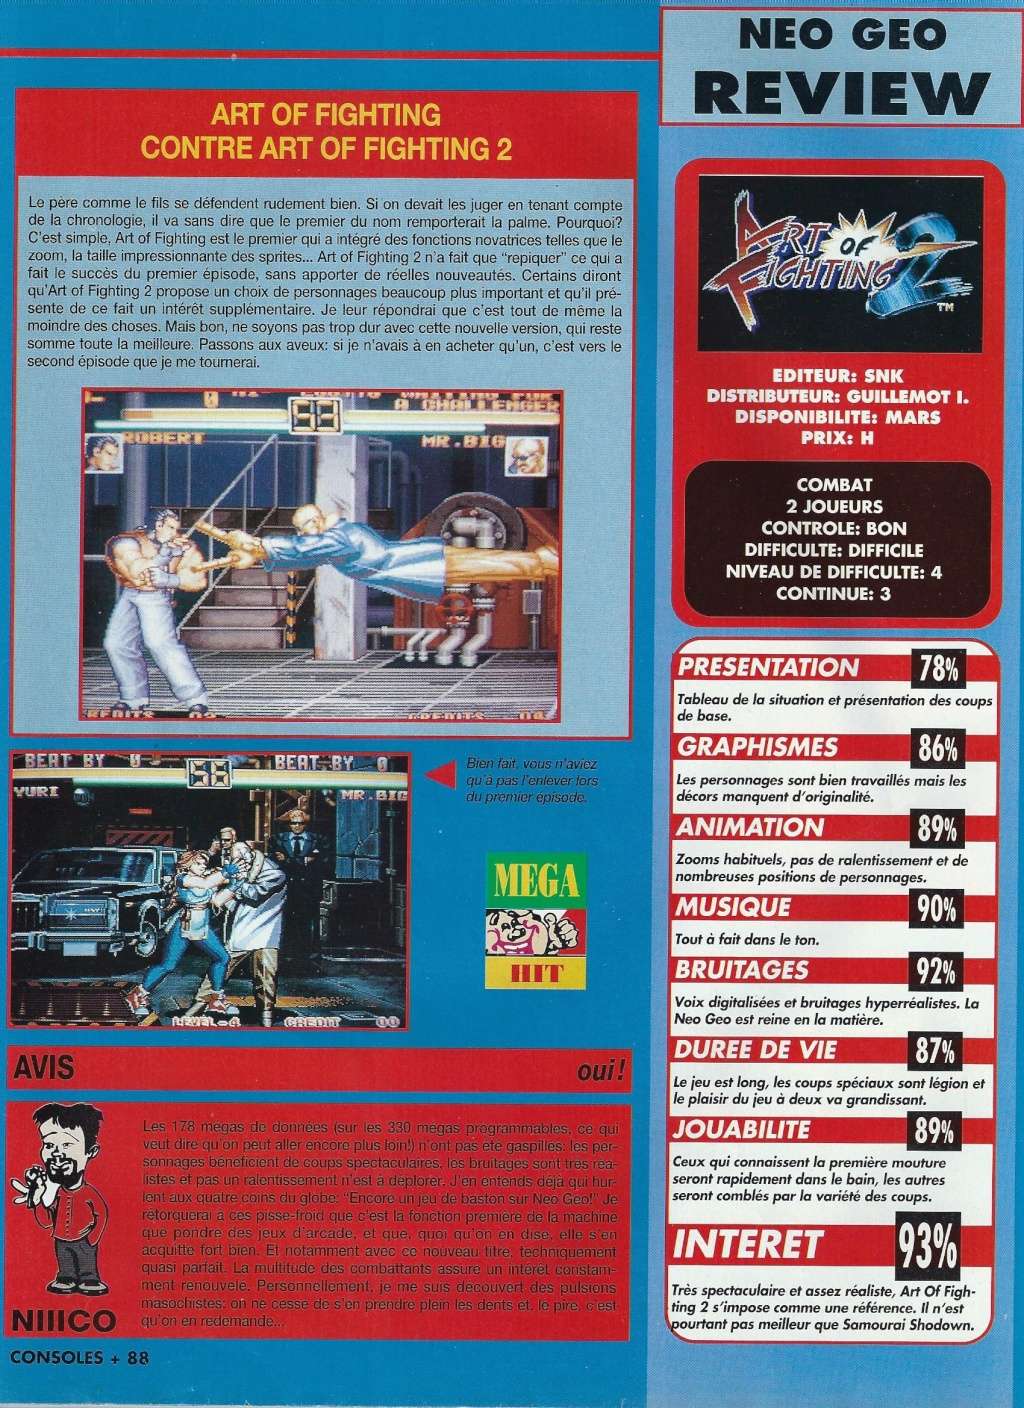 NEO GEO
REVIEW
ART OF FIGHTING
CONTRE ART OF FIGHTING 2
Le père comme le fils se défendent rudement bien. Si on devait les juger en tenant compte
de la chronologie, il va sans dire que le premier du nom remporterait la palme. Pourquoi?
C'est simple, Art of Fighting est le premier qui a intégré des fonctions novatrices telles que le
zoom, la taille impressionnante des sprites... Art of Fighting 2 n'a fait que "repiquer" ce qui a
fait le succès du premier épisode, sans apporter de réelles nouveautés. Certains diront
qu'Art of Fighting 2 propose un choix de personnages beaucoup plus important et qu'il pré-
sente de ce fait un intérêt supplémentaire. Je leur répondrai que c'est tout de même la
moindre des choses. Mais bon, ne soyons pas trop dur avec cette nouvelle version, qui reste
somme toute la meilleure. Passons aux aveux: si je n'avais à en acheter qu'un, c'est vers le
second épisode que je me tournerai.
0
A CHALLENGER
53
ROBERT
MR.BIG
BEAT BY 0
58
BEAT BY 0
YURI
MR.BIG
LEVEL-4
CREDIT 00
Bien fait, vous n'aviez
qu'à pas l'enlever lors
du premier épisode.
MEGA
HIT
AVIS
oui!
Les 178 megas de données (sur les 330 megas programmables, ce qui
veut dire qu'on peut aller encore plus loin!) n'ont pas ete gaspilles. les per-
sonnages beneficient de coups spectaculaires, les bruitages sont tres rea-
listes et pas un ralentissement n'est à deplorer. J'en entends déja qui hur-
lent aux quatre coins du globe: "Encore un jeu de baston sur Neo Geo!" Je
retorquerai a ces pisse-froid que c'est la fonction première de la machine
que pondre des jeux d'arcade, et que, quoi qu'on en dise, elle s'en
acquitte fort bien. Et notamment avec ce nouveau titre, techniquement
quasi parfait. La multitude des combattants assure un interet constam-
ment renouvele. Personnellement, je me suis decouvert des pulsions
masochistes: on ne cesse de s'en prendre plein les dents et, le pire, c'est
qu'on en redemande...
NIIICO
CONSOLES + 88
ART OF FIGHTING 2
TM
EDITEUR: SNK
DISTRIBUTEUR: GUILLEMOT I.
DISPONIBILITE: MARS
PRIX: H
COMBAT
2 JOUEURS
CONTROLE: BON
DIFFICULTE: DIFFICILE
NIVEAU DE DIFFICULTE: 4
CONTINUE: 3
PRESENTATION 78%
Tableau de la situation et présentation des coups
de base.
GRAPHISMES 86%
Les personnages sont bien travaillés mais les
décors manquent d'originalité.
ANIMATION 89%
Zooms habituels, pas de ralentissement et de
nombreuses positions de personnages.
MUSIQUE 90%
Tout à fait dans le ton.
BRUITAGES 92%
Voix digitalisées et bruitages hyperréalistes. La
Neo Geo est reine en la matière.
DUREE DE VIE 87%
Le jeu est long, les coups spéciaux sont légion et
le plaisir du jeu à deux va grandissant.
JOUABILITE 89%
Ceux qui connaissent la première mouture
seront rapidement dans le bain, les autres
seront comblés par la variété des coups.
INTERET 93%
Très spectaculaire et assez réaliste, Art Of Figh-
ting 2 s'impose comme une référence. Il n'est
pourtant pas meilleur que Samourai Shodown.